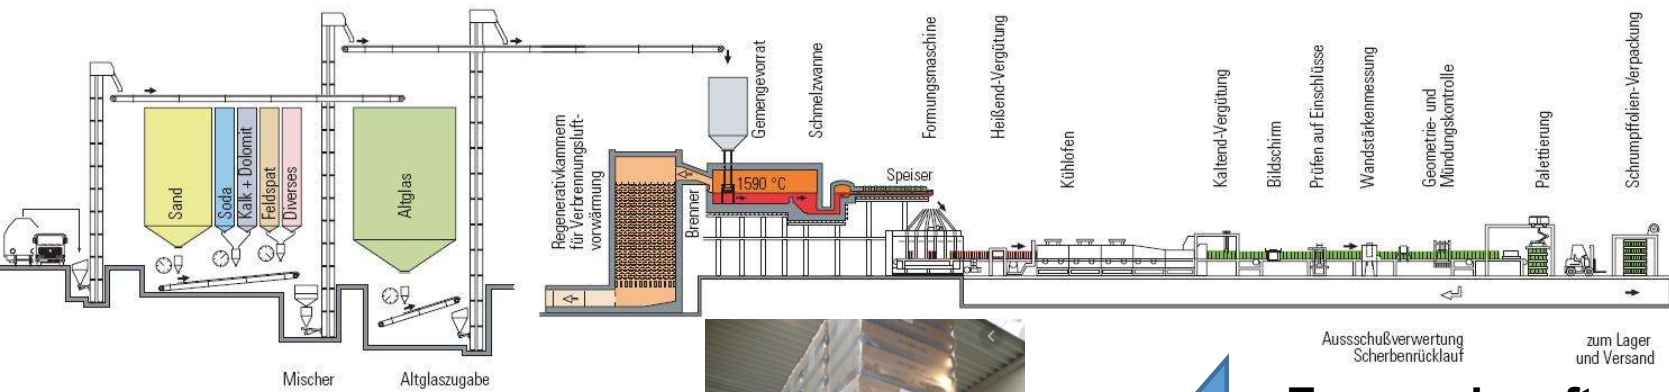 Sand
Soda
Kalk + Dolomit
Feldspat
Diverses
Altglas
Mischer
Altglaszugabe
Regenerativkammern
für Verbrennungsluft-
vorwärmung
Brenner
1590 °C
Gemengevorrat
Schmelzwanne
Speiser
Formungsmaschine
Heißend-Vergütung
Kühlofen
Kaltend-Vergütung
Bildschirm
Prüfen auf Einschlüsse
Wandstärkenmessung
Geometrie- und
Mündungskontrolle
Palettierung
Schrumpffolien-Verpackung
Aussschußverwertung
Scherbenrücklauf
zum Lager
und Versand